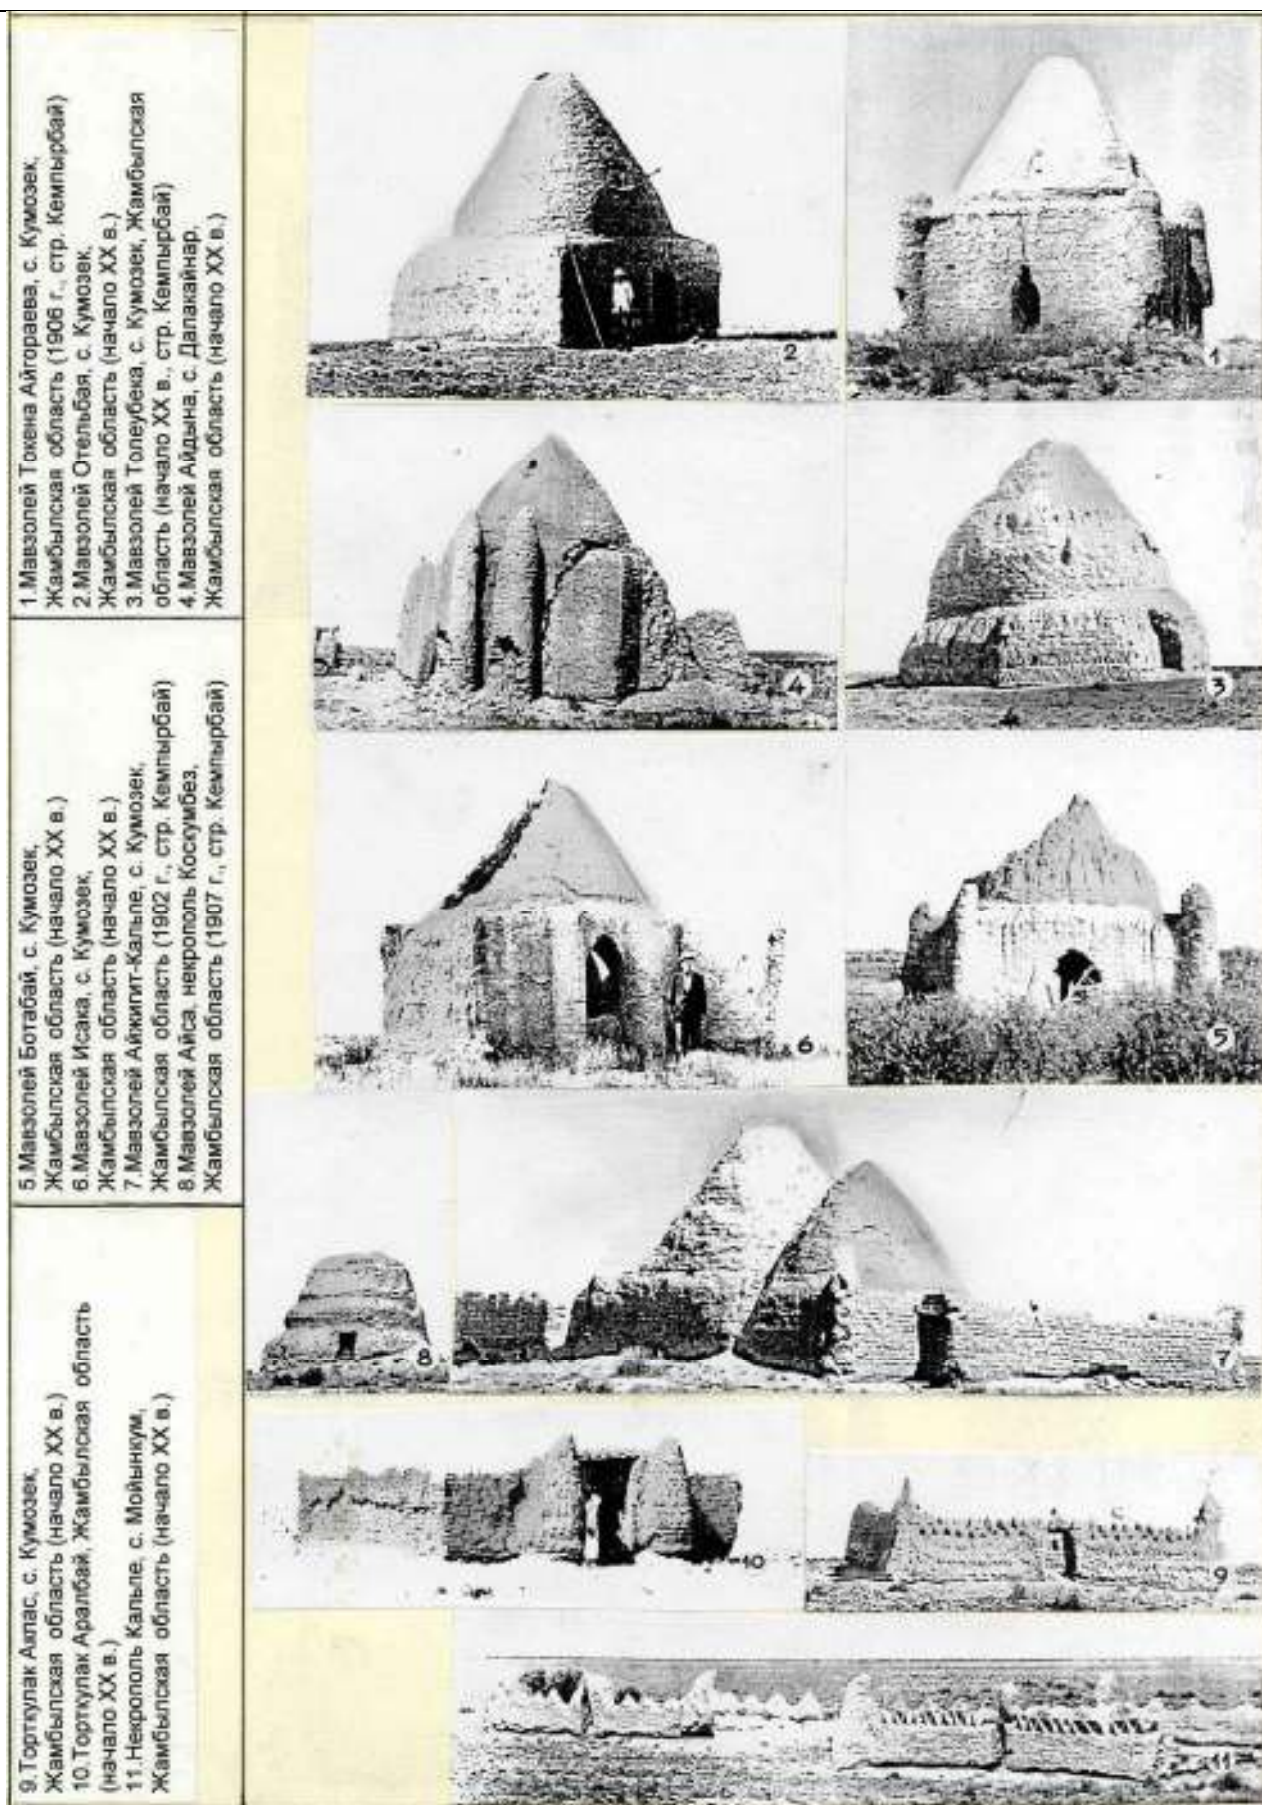 1.Мавзолей Токена Айтораева, с. Кумозек,
Жамбылская область (1906 г., стр. Кемпырбай)
2.Мавзолей Отельбая, с. Кумозек,
Жамбылская область (начало XX в.)
3.Мавзолей Толеубека, с. Кумозек, Жамбылская
область (начало XX в., стр. Кемпырбай)
4.Мавзолей Айдына, с. Далакайнар,
Жамбылская область (начало XX в.)
5.Мавзолей Ботабай, с. Кумозек,
Жамбылская область (начало XX в.)
6.Мавзолей Исака, с. Кумозек,
Жамбылская область (начало XX в.)
7.Мавзолей Айжигит-Кальпе, с. Кумозек,
Жамбылская область (1902 г., стр. Кемпырбай)
8.Мавзолей Айса, некрополь Коскумбез,
Жамбылская область (1907 г., стр. Кемпырбай)
9.Торткулак Акпас, с. Кумозек,
Жамбылская область (начало XX в.)
10.Торткулак Аралбай, Жамбылская область
(начало XX в.)
11.Некрополь Кальпе, с. Мойынкум,
Жамбылская область (начало XX в.)
2
1
4
3
6
5
8
7
10
9
11